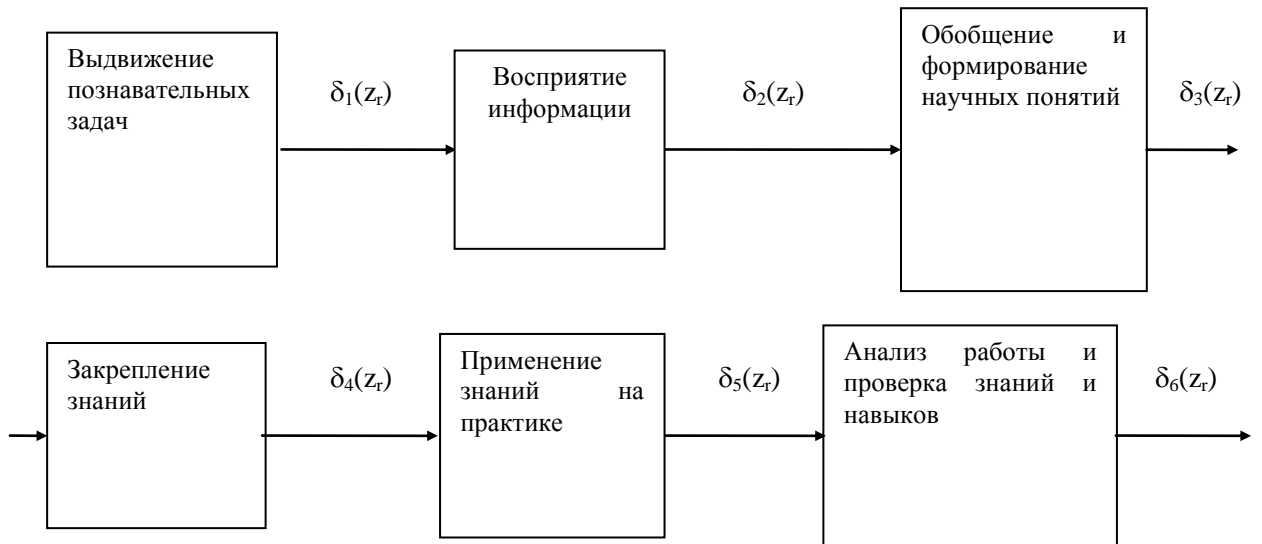 Выдвижение
познавательных
задач
δ₁(zᵣ)
Восприятие
информации
δ₂(zᵣ)
Обобщение и
формирование
научных понятий
δ₃(zᵣ)
Закрепление
знаний
δ₄(zᵣ)
Применение
знаний на
практике
δ₅(zᵣ)
Анализ работы и
проверка знаний и
навыков
δ₆(zᵣ)